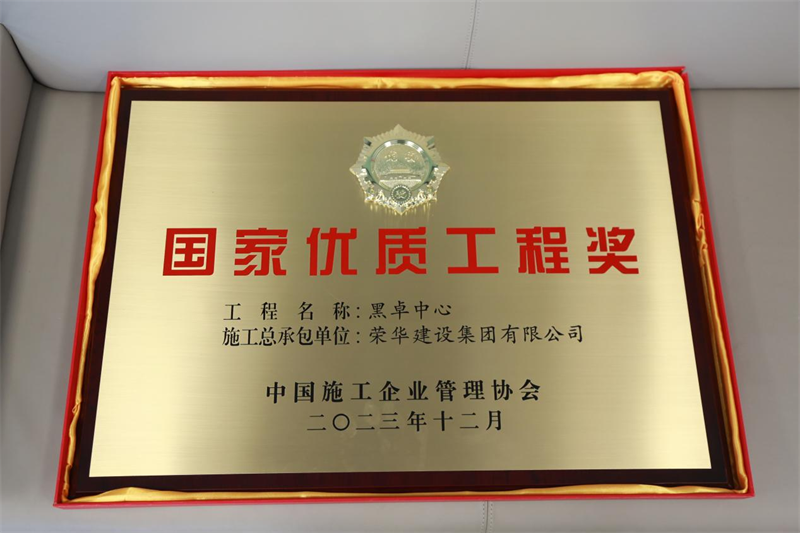 国家优质工程奖
工程名称：黑卓中心
施工总承包单位：荣华建设集团有限公司
中国施工企业管理协会
二〇二三年十二月